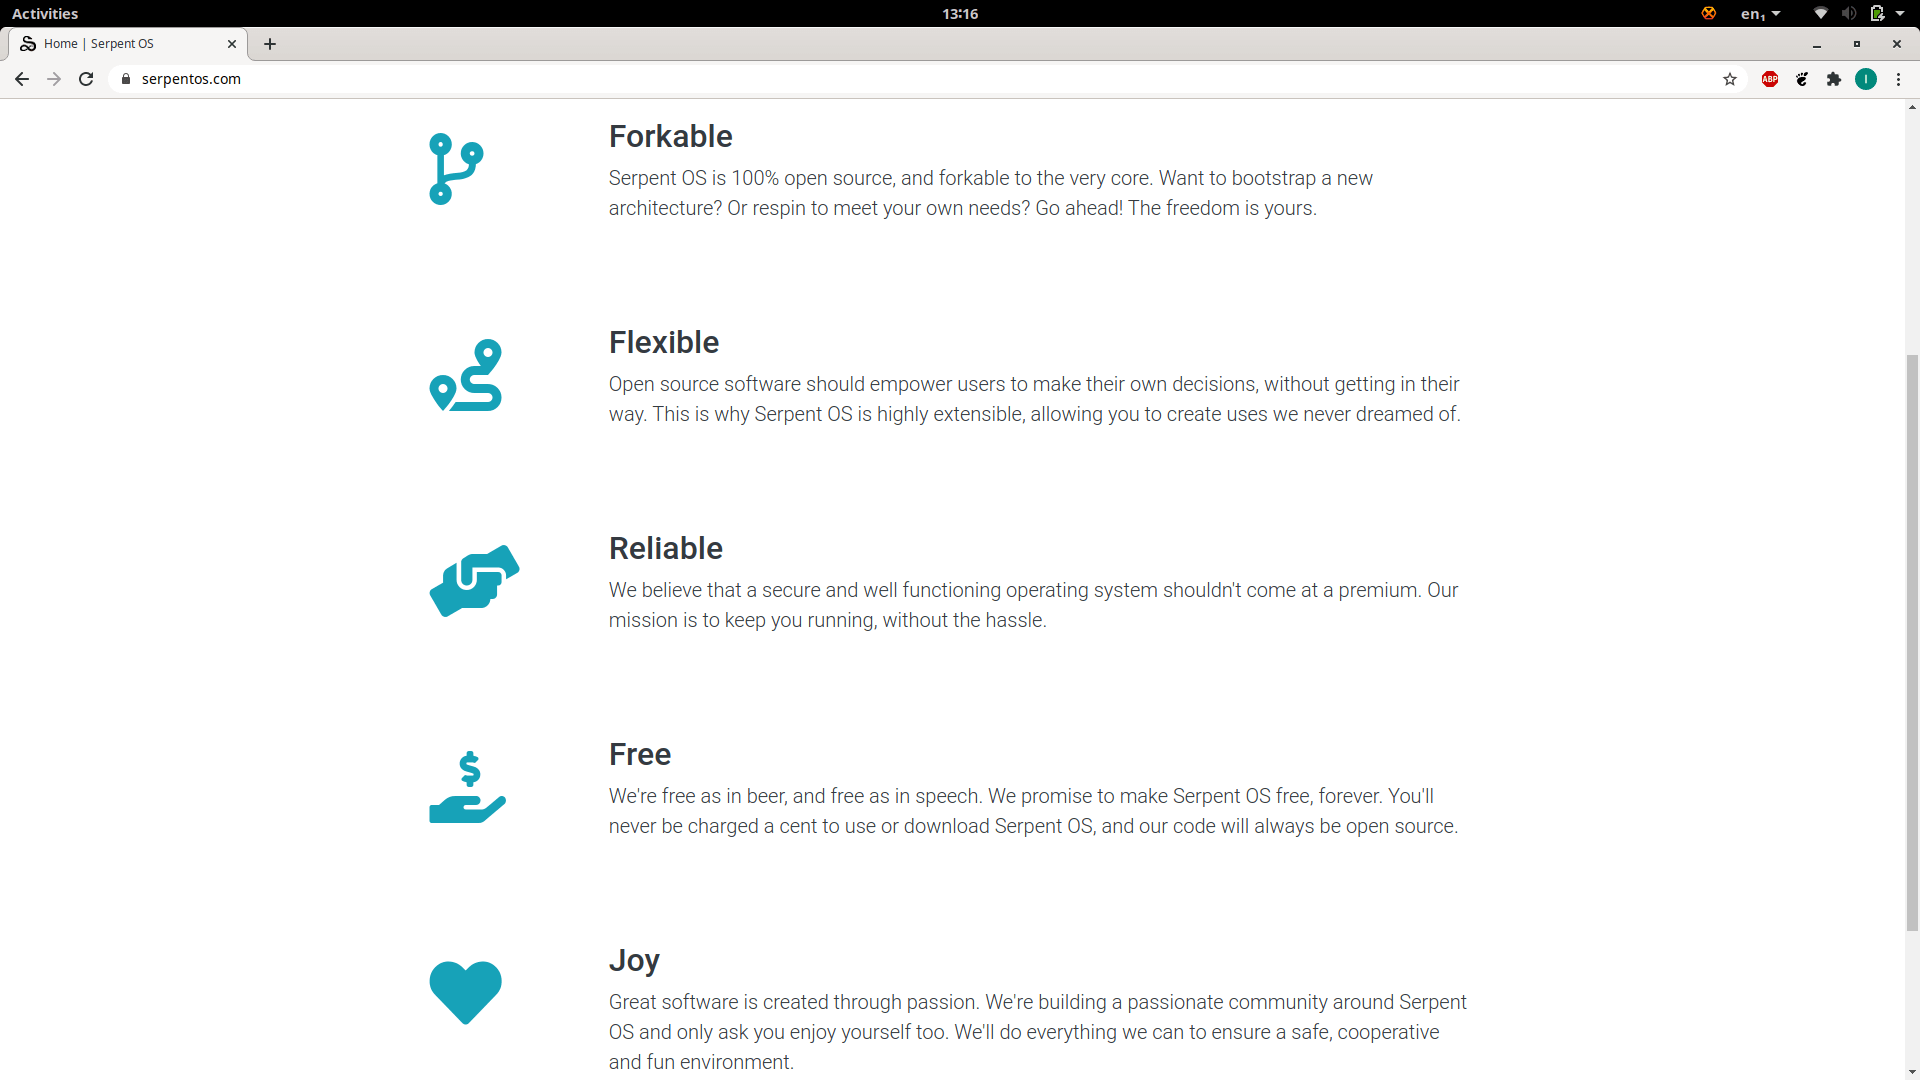 Activities
13:16
en₁
Home | Serpent OS
serpentos.com
ABP
I
Forkable
Serpent OS is 100% open source, and forkable to the very core. Want to bootstrap a new
architecture? Or respin to meet your own needs? Go ahead! The freedom is yours.
Flexible
Open source software should empower users to make their own decisions, without getting in their
way. This is why Serpent OS is highly extensible, allowing you to create uses we never dreamed of.
Reliable
We believe that a secure and well functioning operating system shouldn't come at a premium. Our
mission is to keep you running, without the hassle.
$
Free
We're free as in beer, and free as in speech. We promise to make Serpent OS free, forever. You'll
never be charged a cent to use or download Serpent OS, and our code will always be open source.
Joy
Great software is created through passion. We're building a passionate community around Serpent
OS and only ask you enjoy yourself too. We'll do everything we can to ensure a safe, cooperative
and fun environment.